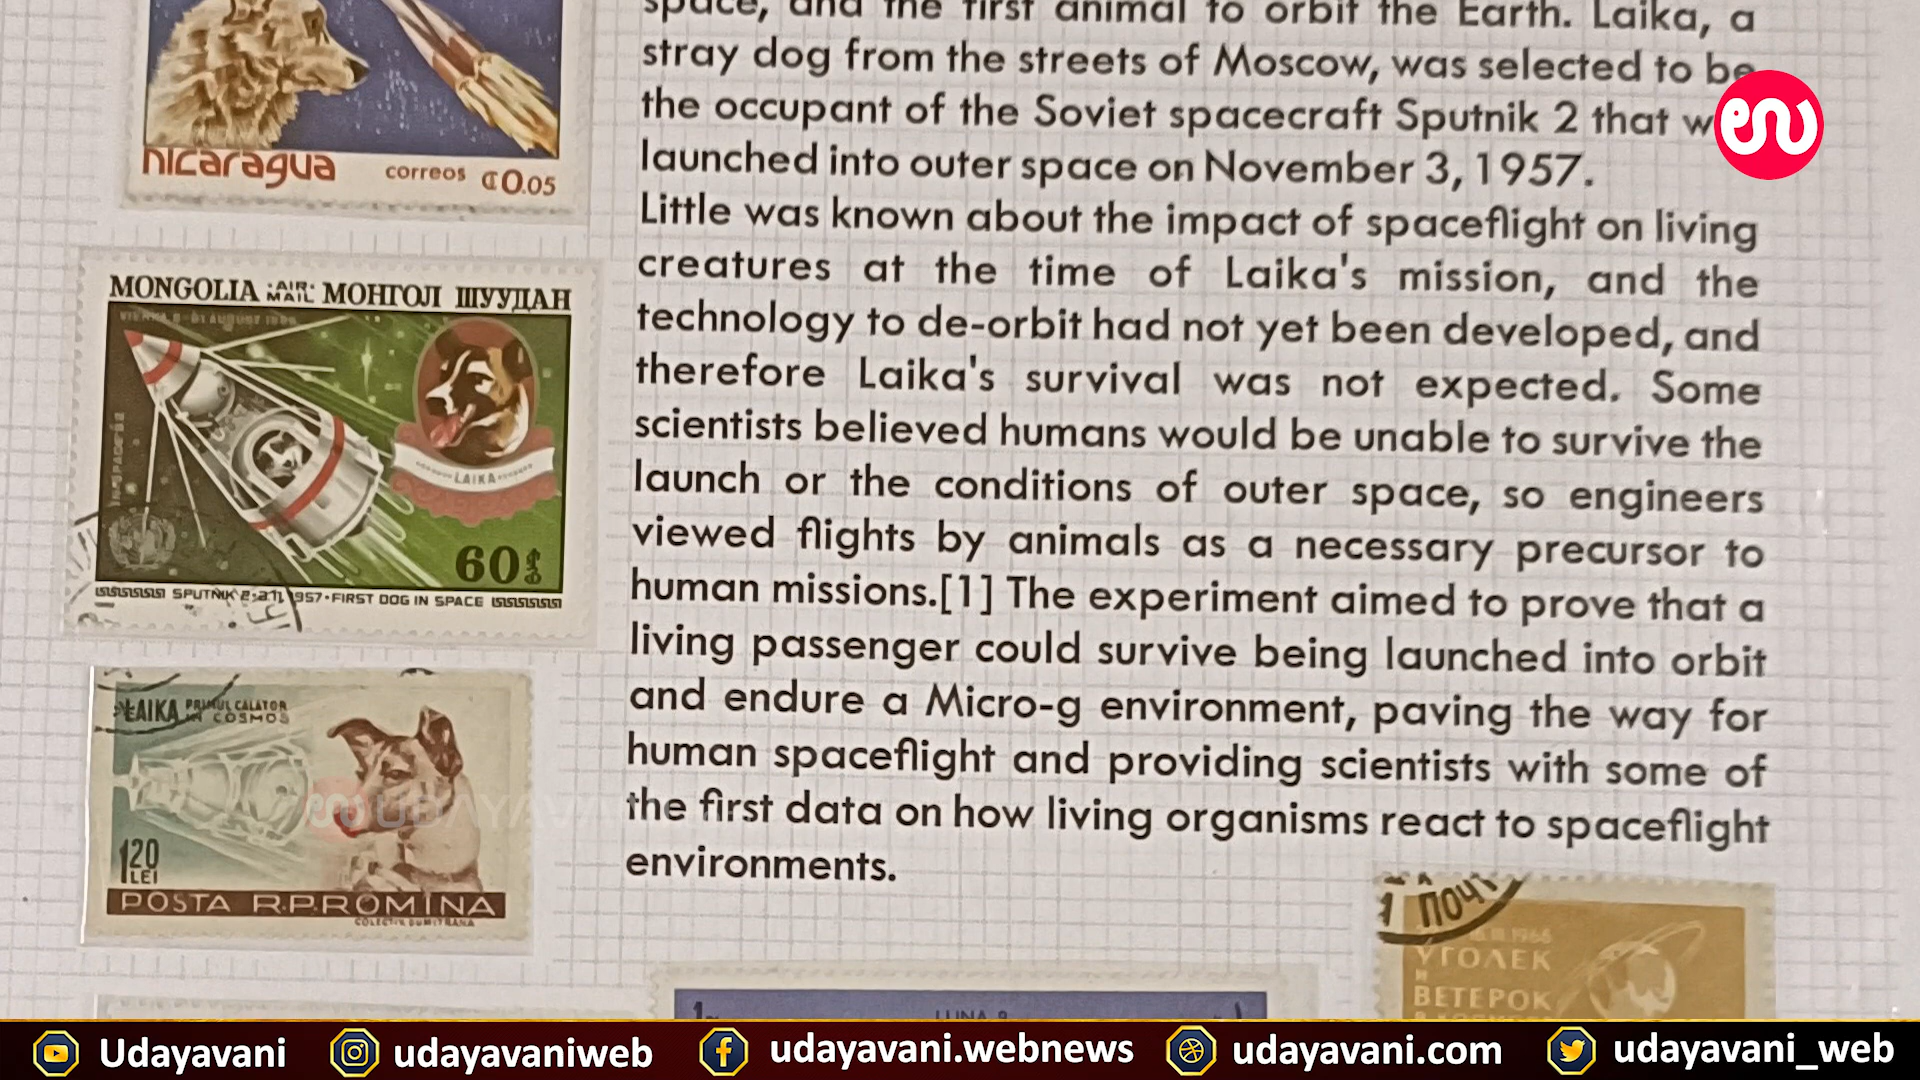 space, and the first animal to orbit the Earth. Laika, a
stray dog from the streets of Moscow, was selected to be
the occupant of the Soviet spacecraft Sputnik 2 that
launched into outer space on November 3, 1957.
Little was known about the impact of spaceflight on living
creatures at the time of Laika's mission, and the
technology to de-orbit had not yet been developed, and
therefore Laika's survival was not expected. Some
scientists believed humans would be unable to survive the
launch or the conditions of outer space, so engineers
viewed flights by animals as a necessary precursor to
human missions.[1] The experiment aimed to prove that a
living passenger could survive being launched into orbit
and endure a Micro-g environment, paving the way for
human spaceflight and providing scientists with some of
the first data on how living organisms react to spaceflight
environments.
nicaragua correos ₡0.05
MONGOLIA AIR MAIL МОНГОЛ ШУУДАН
LAIKA
60
SPUTNIK 2·3.11.1957·FIRST DOG IN SPACE
LAIKA PRIMUL CALATOR
IN COSMOS
120
LEI
POSTA R.P.ROMINA
УГОЛЕК
И
ВЕТЕРОК
LUNA 9
ಉ
UDAYAVANI
Udayavani udayavaniweb udayavani.webnews udayavani.com udayavani_web